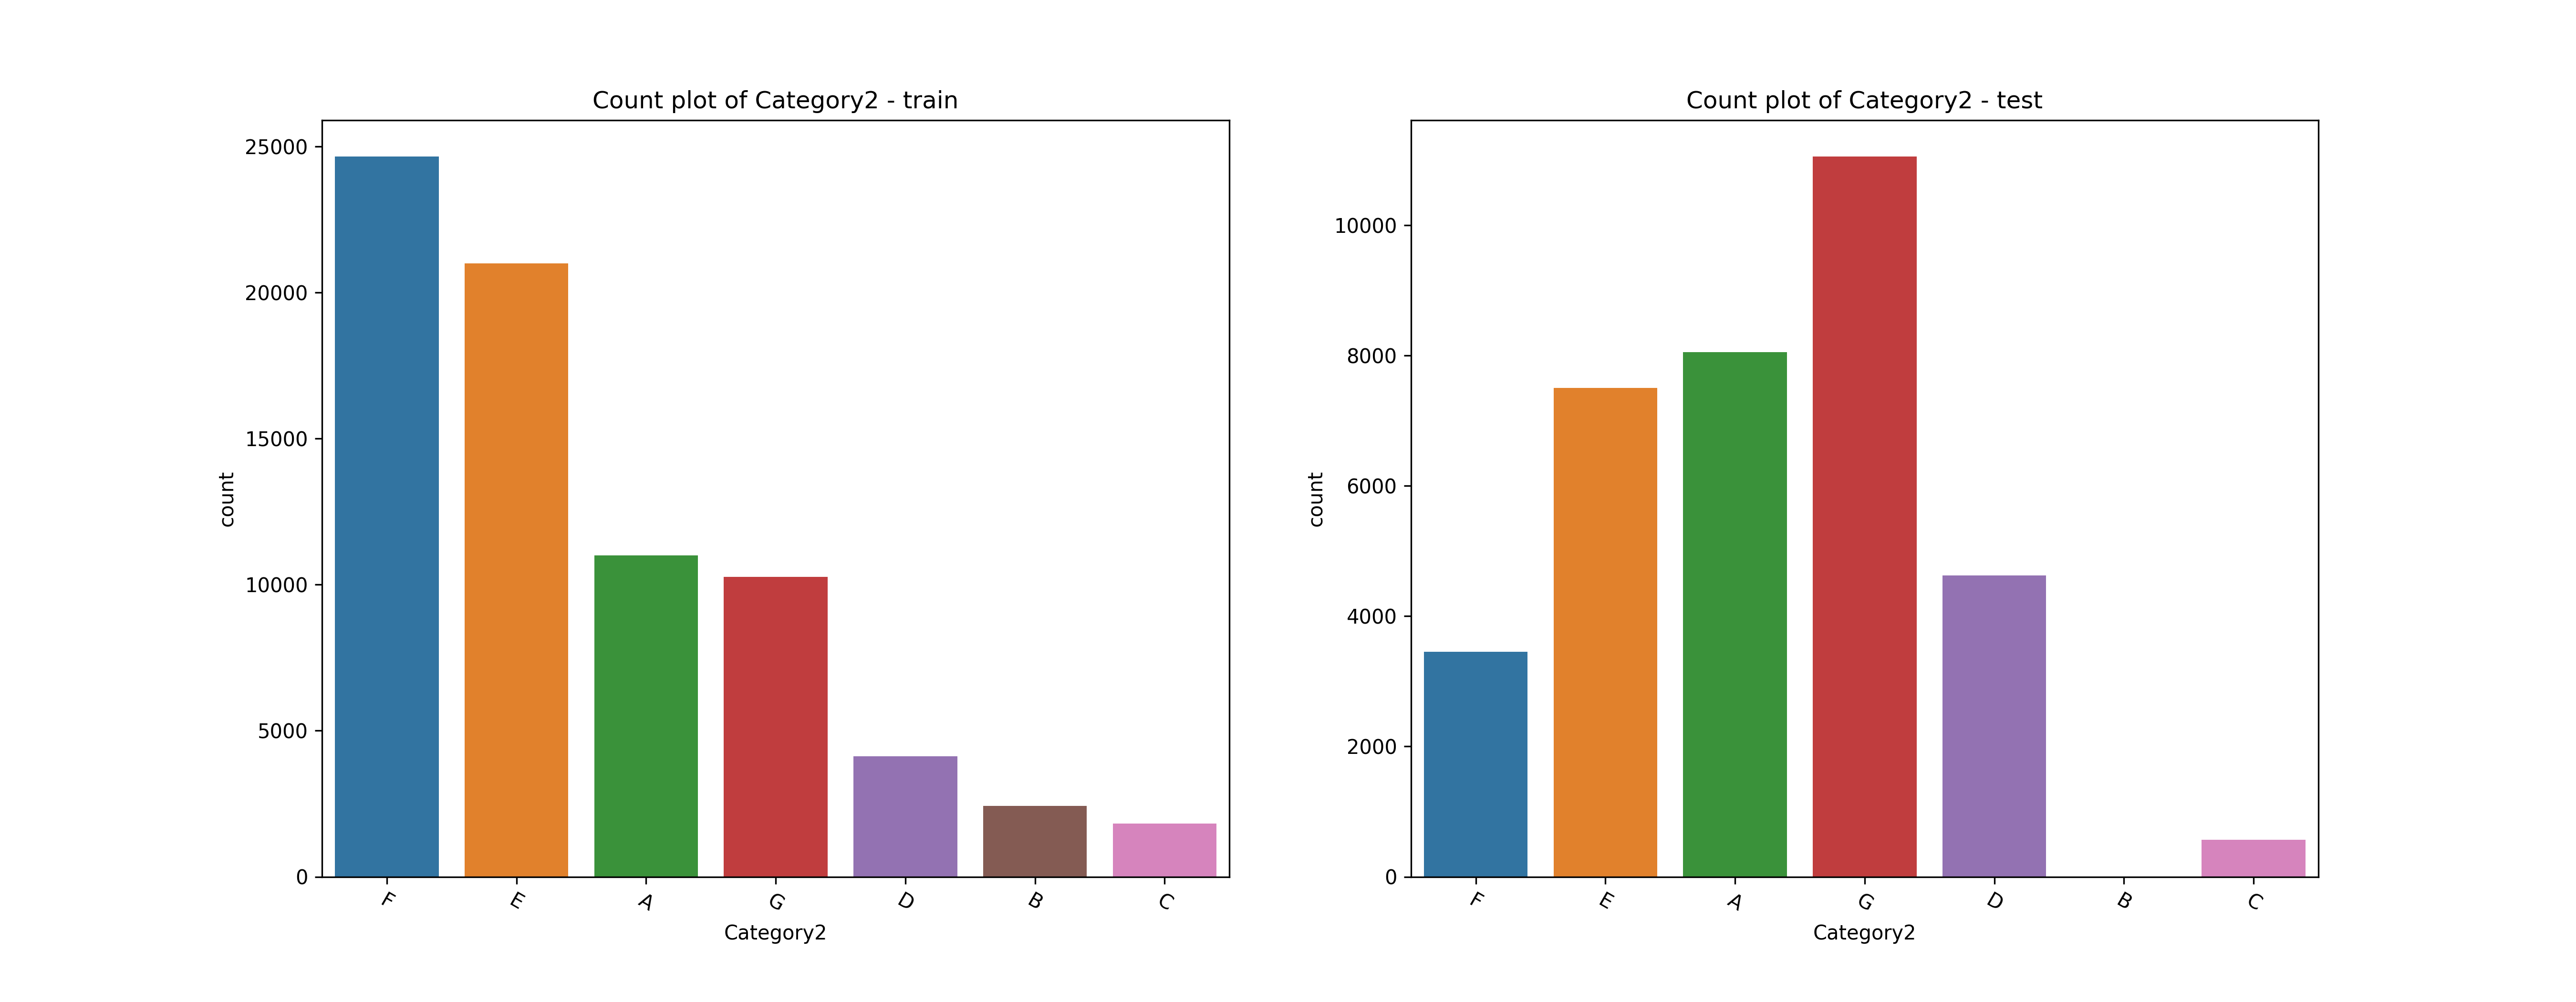 Count plot of Category2 - train
25000
20000
15000
10000
5000
0
count
F E A G D B C
Category2
Count plot of Category2 - test
10000
8000
6000
4000
2000
0
count
F E A G D B C
Category2